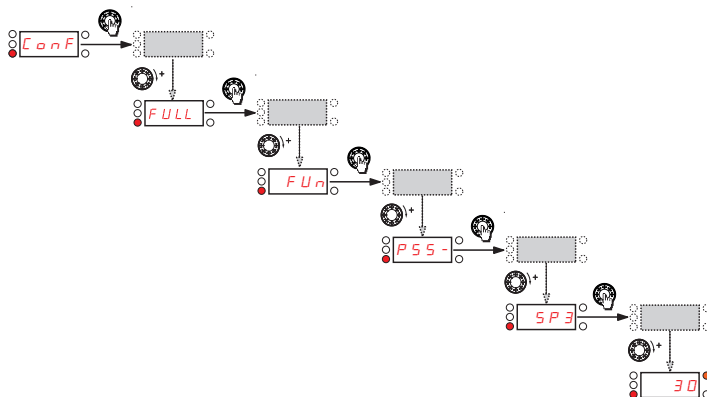 ConF
+
FULL
+
FUn
+
PSS-
+
SP3
+
30